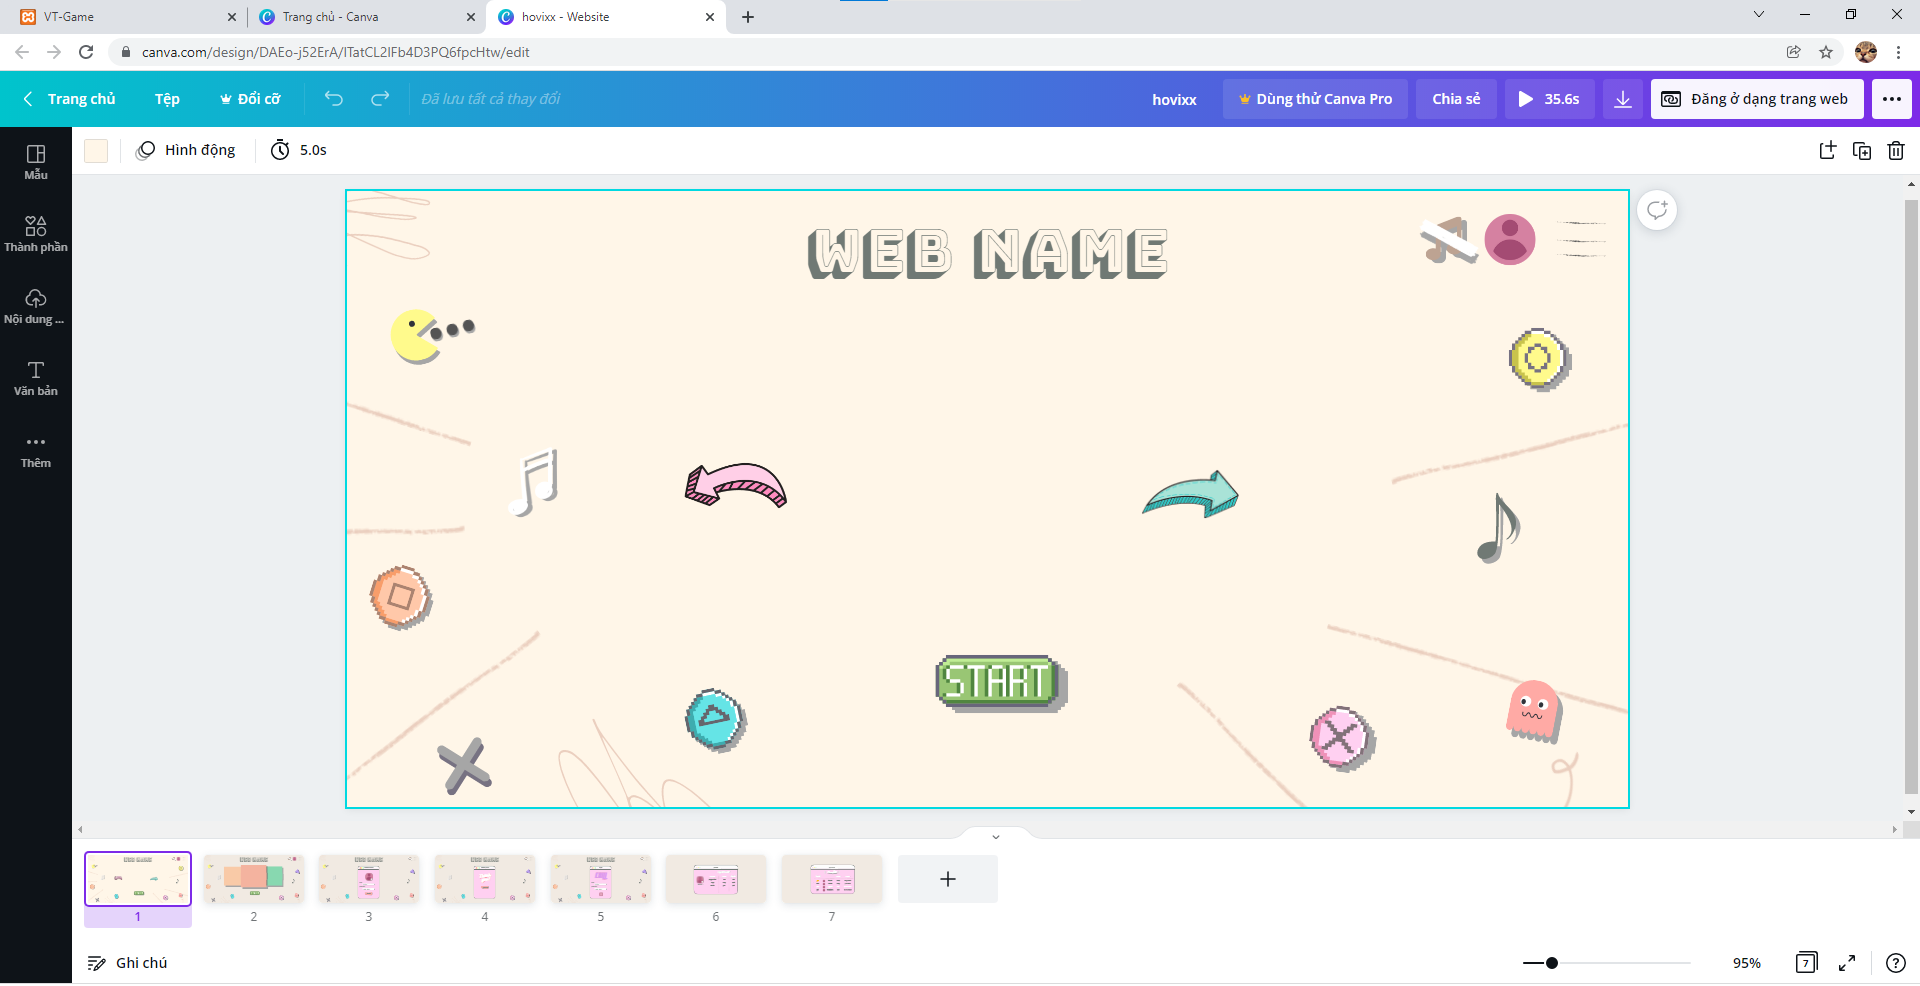 VT-Game
Trang chủ - Canva
hovixx - Website
canva.com/design/DAEo-j52ErA/lTatCL2lFb4D3PQ6fpcHtw/edit
Trang chủ
Tệp
Đổi cỡ
Đã lưu tất cả thay đổi
hovixx
Dùng thử Canva Pro
Chia sẻ
35.6s
Đăng ở dạng trang web
Hình động
5.0s
Mẫu
Thành phần
Nội dung ...
Văn bản
Thêm
WEB NAME
START
1
2
3
4
5
6
7
Ghi chú
95%
7